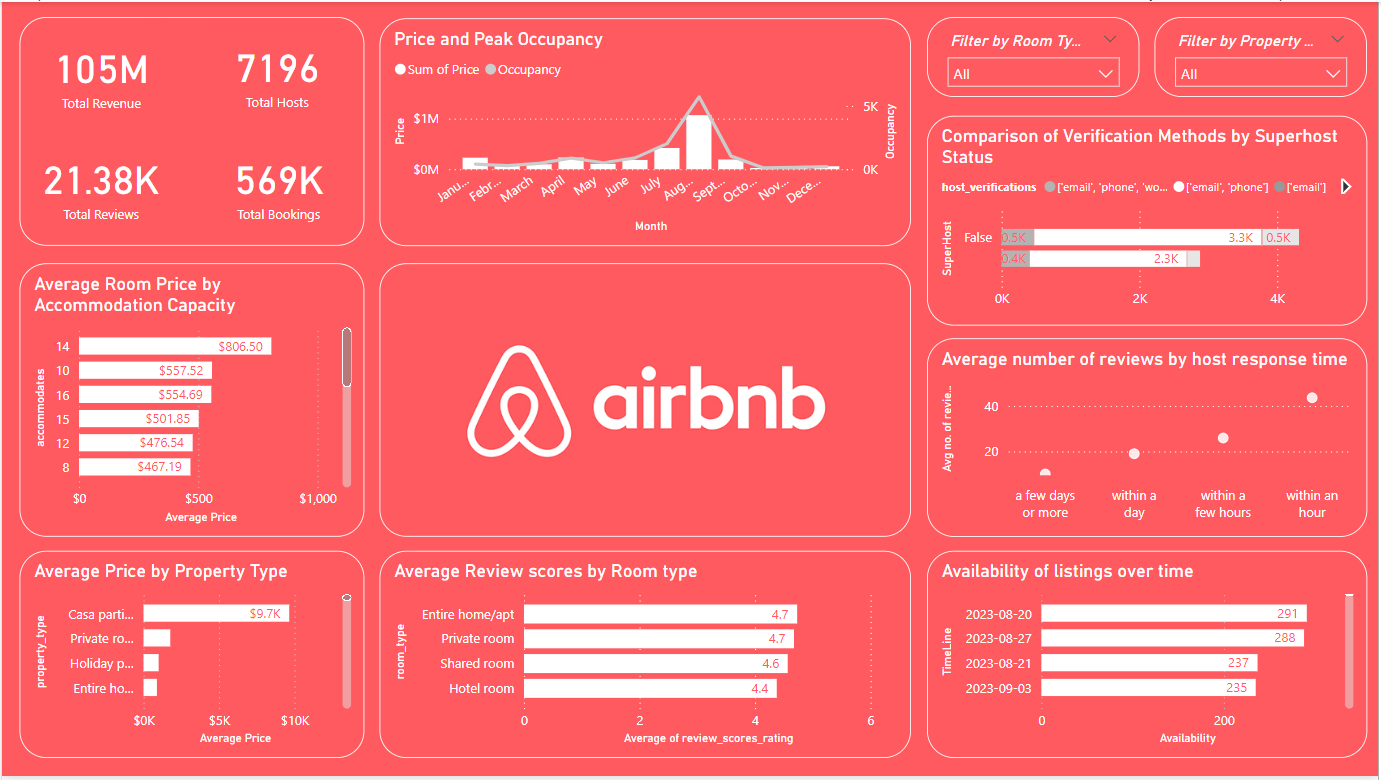 105M
Total Revenue
7196
Total Hosts
21.38K
Total Reviews
569K
Total Bookings
Price and Peak Occupancy
Sum of Price
Occupancy
Price
$1M
$0M
5K
0K
Occupancy
Janu...
Febr...
March
April
May
June
July
Aug...
Sept...
Octo...
Nov...
Dece...
Month
Filter by Room Ty...
All
Filter by Property ...
All
Comparison of Verification Methods by Superhost
Status
host_verifications
['email', 'phone', 'wo...
['email', 'phone']
['email']
SuperHost
False
0.5K
3.3K
0.5K
0.4K
2.3K
0K
2K
4K
Average Room Price by
Accommodation Capacity
accommodates
14
$806.50
10
$557.52
16
$554.69
15
$501.85
12
$476.54
8
$467.19
$0
$500
$1,000
Average Price
airbnb
Average number of reviews by host response time
Avg no. of revie...
40
20
a few days
or more
within a
day
within a
few hours
within an
hour
Average Price by Property Type
property_type
Casa parti...
$9.7K
Private ro...
Holiday p...
Entire ho...
$0K
$5K
$10K
Average Price
Average Review scores by Room type
room_type
Entire home/apt
4.7
Private room
4.7
Shared room
4.6
Hotel room
4.4
0
2
4
6
Average of review_scores_rating
Availability of listings over time
TimeLine
2023-08-20
291
2023-08-27
288
2023-08-21
237
2023-09-03
235
0
200
Availability